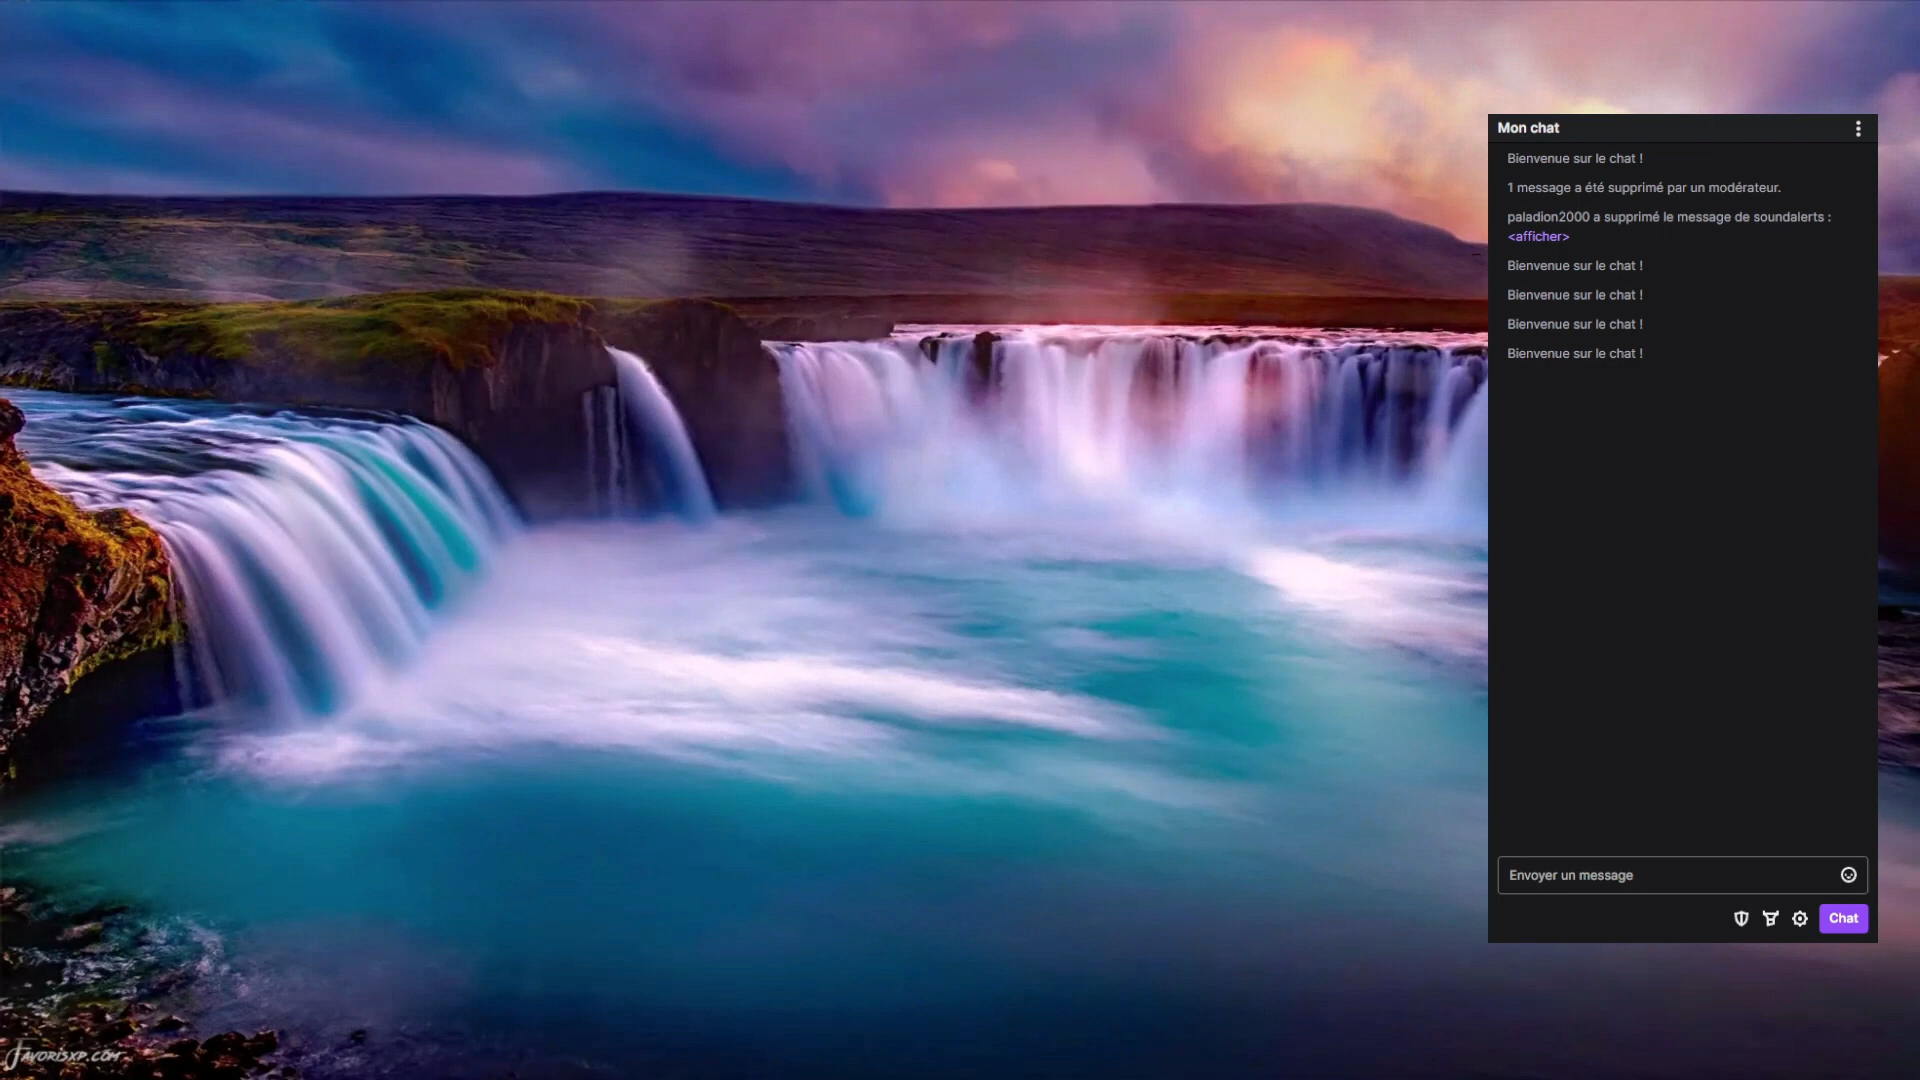 Mon chat
Bienvenue sur le chat !
1 message a été supprimé par un modérateur.
paladion2000 a supprimé le message de soundalerts :
<afficher>
Bienvenue sur le chat !
Bienvenue sur le chat !
Bienvenue sur le chat !
Bienvenue sur le chat !
Envoyer un message
Chat
Favorisxp.com